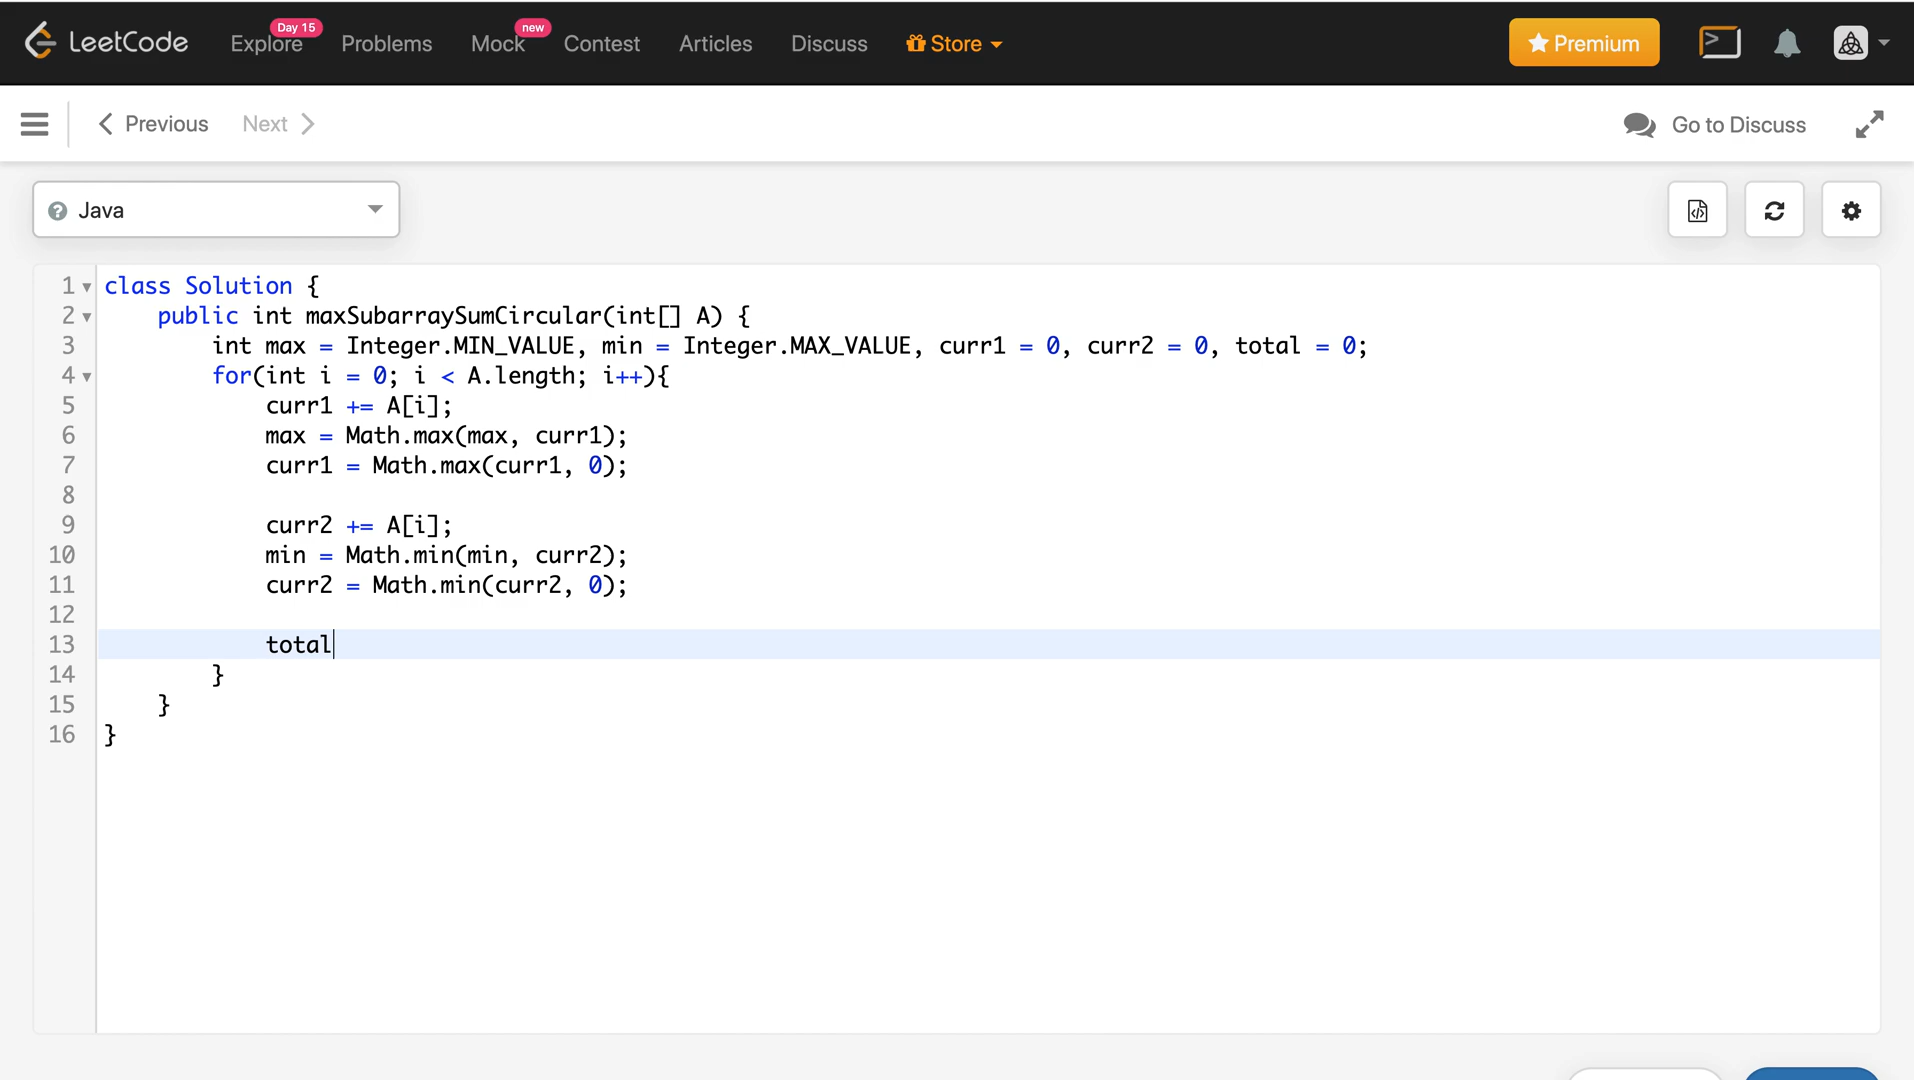 LeetCode Explore Day 15 Problems Mock new Contest Articles Discuss Store Premium
Previous Next Go to Discuss
Java
1 class Solution {
2     public int maxSubarraySumCircular(int[] A) {
3         int max = Integer.MIN_VALUE, min = Integer.MAX_VALUE, curr1 = 0, curr2 = 0, total = 0;
4         for(int i = 0; i < A.length; i++){
5             curr1 += A[i];
6             max = Math.max(max, curr1);
7             curr1 = Math.max(curr1, 0);
8
9             curr2 += A[i];
10             min = Math.min(min, curr2);
11             curr2 = Math.min(curr2, 0);
12
13             total
14         }
15     }
16 }